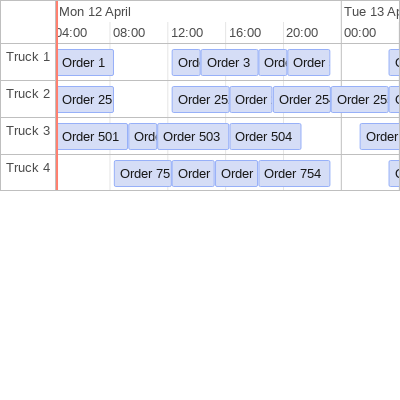 Mon 12 April Tue 13 Ap
04:00 08:00 12:00 16:00 20:00 00:00
Truck 1 Order 1 Ord Order 3 Ord Order
Truck 2 Order 25 Order 25 Order Order 25 Order 25
Truck 3 Order 501 Ord Order 503 Order 504 Order
Truck 4 Order 75 Order Order Order 754